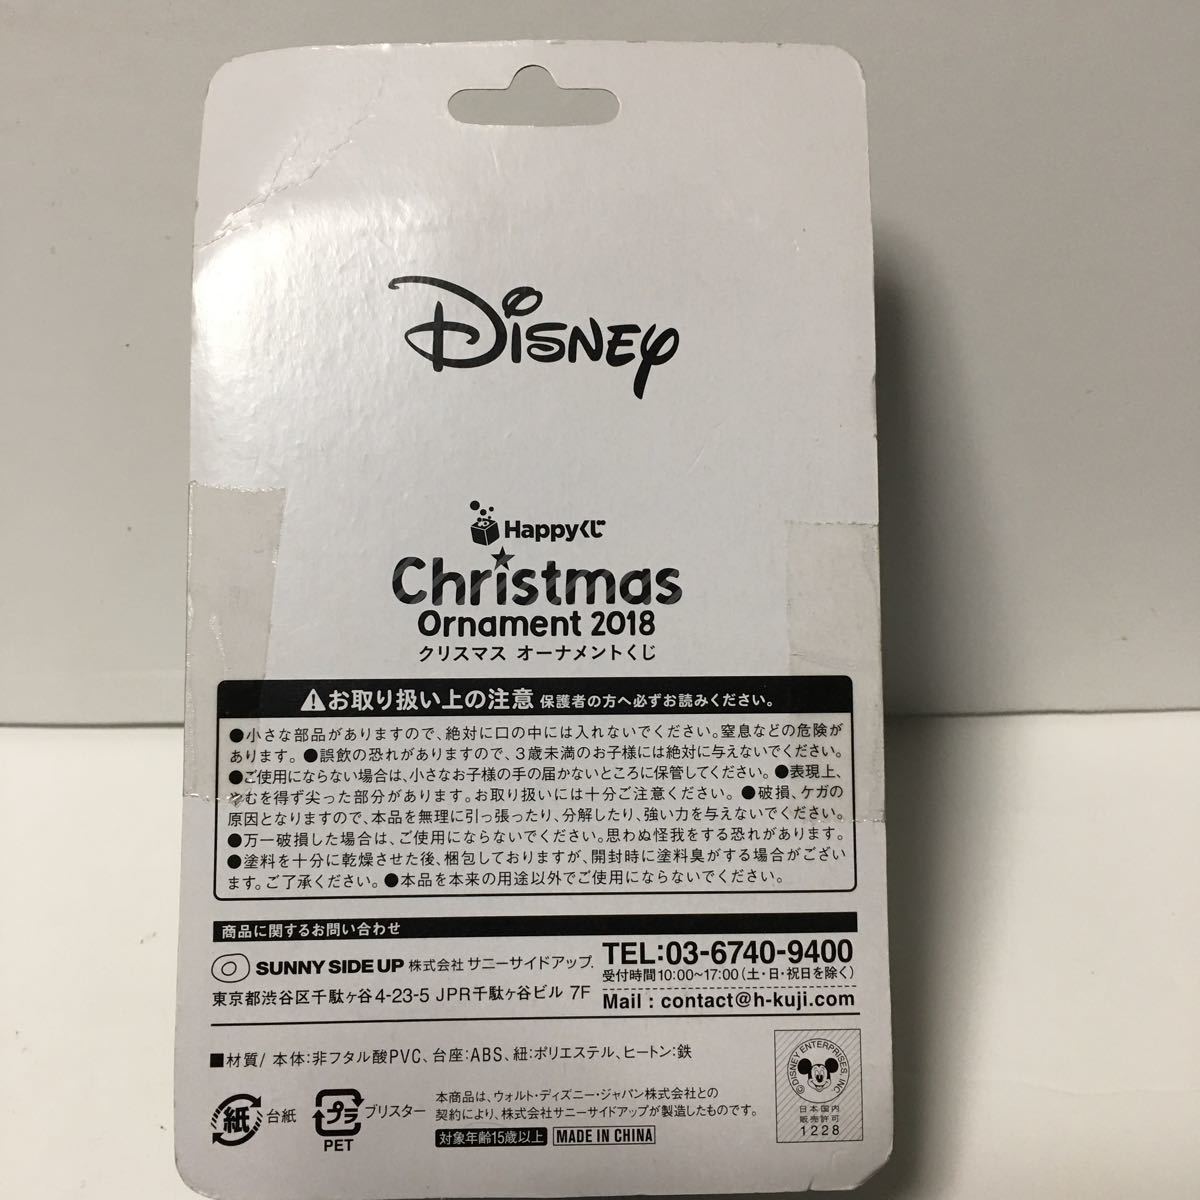 Disney
Happyくじ
Christmas
Ornament 2018
クリスマス オーナメントくじ
お取り扱い上の注意 保護者の方へ必ずお読みください。
●小さな部品がありますので、絶対に口の中には入れないでください。窒息などの危険が
あります。●誤飲の恐れがありますので、3歳未満のお子様には絶対に与えないでください。
●ご使用にならない場合は、小さなお子様の手の届かないところに保管してください。●表現上、
やむを得ず尖った部分があります。お取り扱いには十分ご注意ください。●破損、ケガの
原因となりますので、本品を無理に引っ張ったり、分解したり、強い力を与えないでください。
●万一破損した場合は、ご使用にならないでください。思わぬ怪我をする恐れがあります。
●塗料を十分に乾燥させた後、梱包しておりますが、開封時に塗料臭がする場合がござい
ます。ご了承ください。●本品を本来の用途以外でご使用にならないでください。
商品に関するお問い合わせ
SUNNY SIDE UP 株式会社 サニーサイドアップ.
東京都渋谷区千駄ヶ谷4-23-5 JPR千駄ヶ谷ビル 7F
TEL:03-6740-9400
受付時間10:00~17:00(土・日・祝日を除く)
Mail : contact@h-kuji.com
■材質/ 本体:非フタル酸PVC、台座:ABS、紐:ポリエステル、ヒートン:鉄
紙 台紙
プラ ブリスター
PET
本商品は、ウォルト・ディズニー・ジャパン株式会社との
契約により、株式会社サニーサイドアップが製造したものです。
対象年齢15歳以上 MADE IN CHINA
©DISNEY ENTERPRISES, INC
日本国内
販売許可
1228